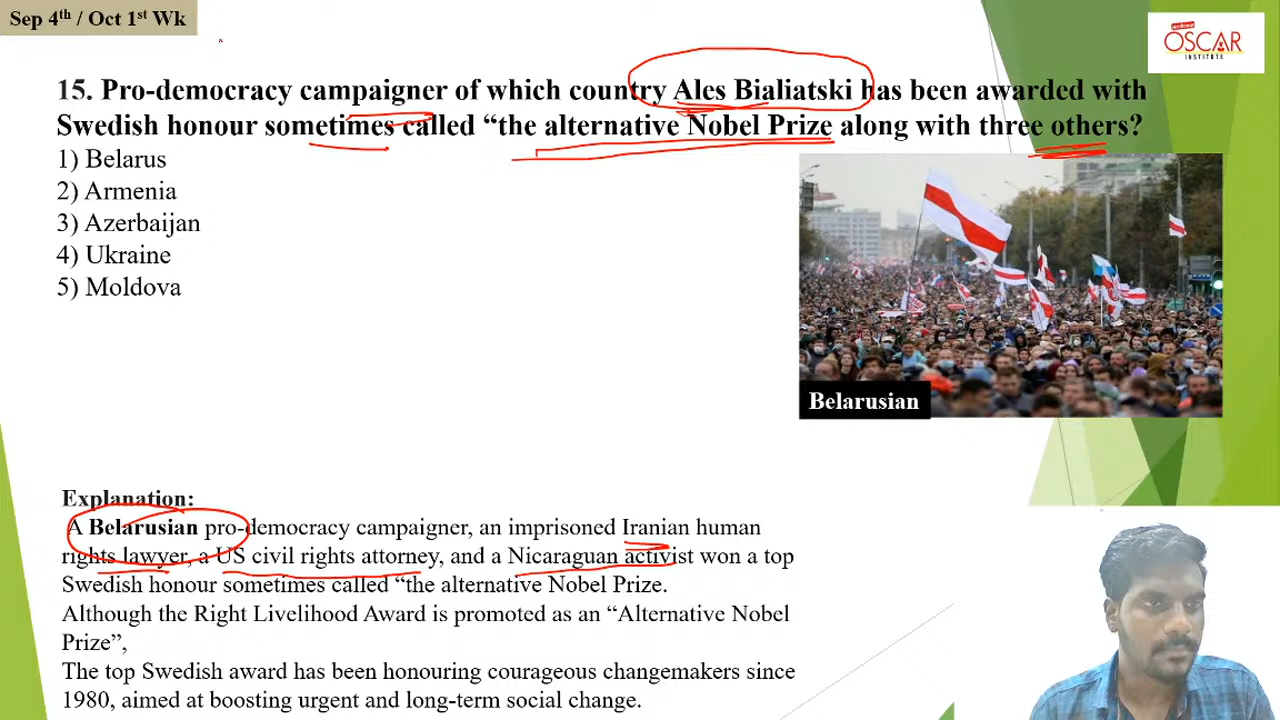 Sep 4th / Oct 1st Wk
OSCAR
INSTITUTE
15. Pro-democracy campaigner of which country Ales Bialiatski has been awarded with
Swedish honour sometimes called “the alternative Nobel Prize along with three others?
1) Belarus
2) Armenia
3) Azerbaijan
4) Ukraine
5) Moldova
Belarusian
Explanation:
A Belarusian pro-democracy campaigner, an imprisoned Iranian human
rights lawyer, a US civil rights attorney, and a Nicaraguan activist won a top
Swedish honour sometimes called “the alternative Nobel Prize.
Although the Right Livelihood Award is promoted as an “Alternative Nobel
Prize”,
The top Swedish award has been honouring courageous changemakers since
1980, aimed at boosting urgent and long-term social change.